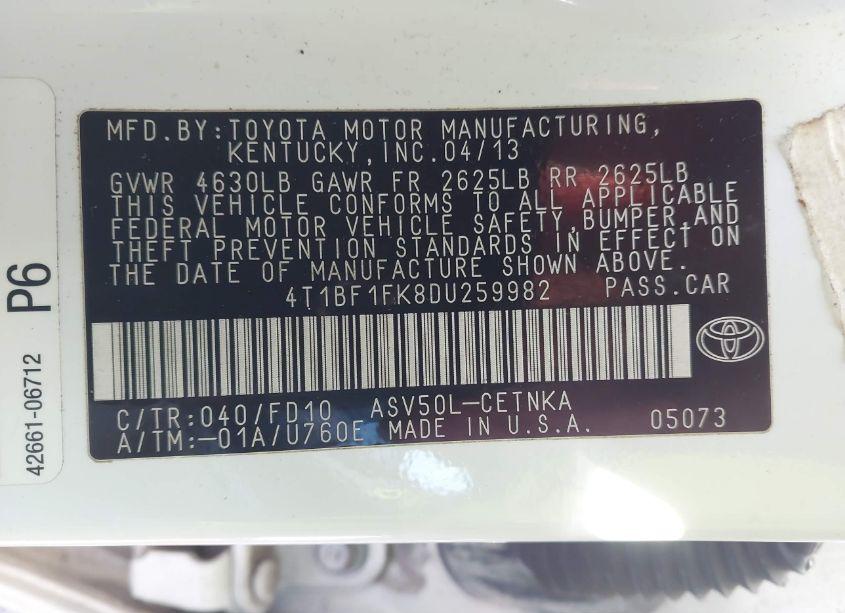 MFD.BY:TOYOTA MOTOR MANUFACTURING,
KENTUCKY,INC.04/13
GVWR 4630LB GAWR FR 2625LB RR 2625LB
THIS VEHICLE CONFORMS TO ALL APPLICABLE
FEDERAL MOTOR VEHICLE SAFETY,BUMPER,AND
THEFT PREVENTION STANDARDS IN EFFECT ON
THE DATE OF MANUFACTURE SHOWN ABOVE.
4T1BF1FK8DU259982 PASS.CAR
C/TR:040/FD10 ASV50L-CETNKA
A/TM:-01A/U760E MADE IN U.S.A. 05073
P6
42661-06712